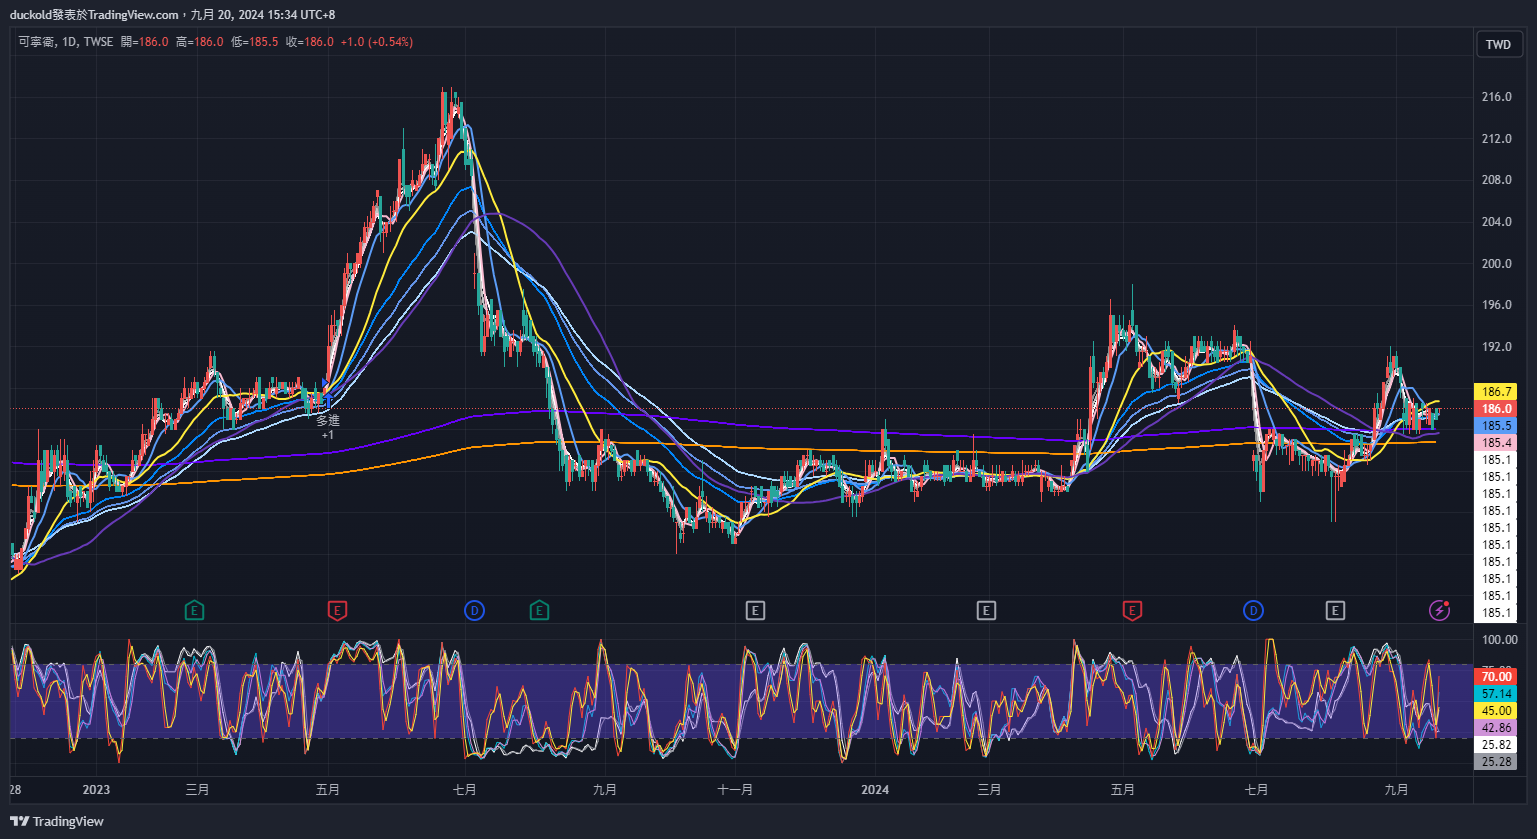 duckold發表於TradingView.com，九月 20, 2024 15:34 UTC+8
可寧衛, 1D, TWSE 開=186.0 高=186.0 低=185.5 收=186.0 +1.0 (+0.54%)
TWD
216.0
212.0
208.0
204.0
200.0
196.0
192.0
186.7
186.0
185.5
185.4
185.1
185.1
185.1
185.1
185.1
185.1
185.1
185.1
185.1
185.1
多進
+1
E
E
D
E
E
E
E
D
E
100.00
70.00
57.14
45.00
42.86
25.82
25.28
28 2023 三月 五月 七月 九月 十一月 2024 三月 五月 七月 九月
TradingView